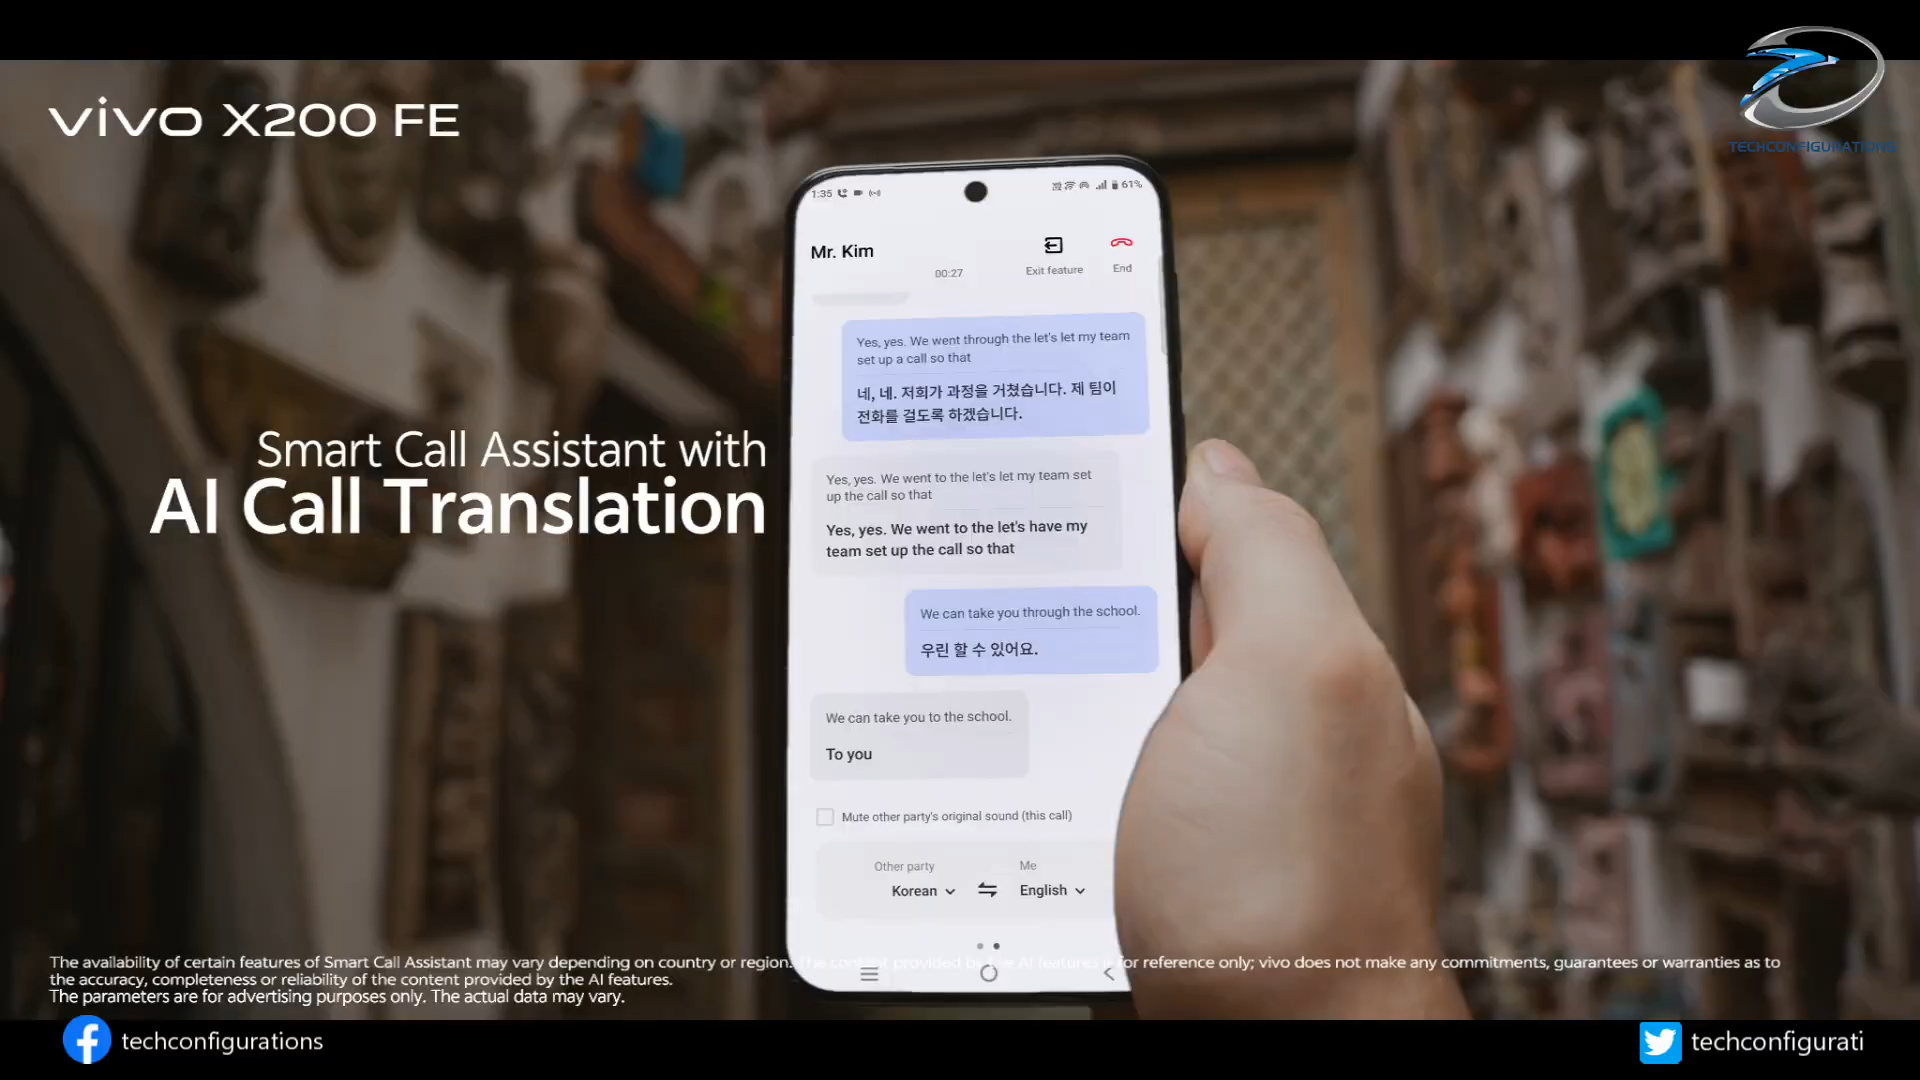 vivo X200 FE
TECHCONFIGURATIONS
1:35
61%
Mr. Kim
00:27
Exit feature
End
Yes, yes. We went through the let's let my team
set up a call so that
네, 네. 저희가 과정을 거쳤습니다. 제 팀이
전화를 걸도록 하겠습니다.
Smart Call Assistant with
AI Call Translation
Yes, yes. We went to the let's let my team set
up the call so that
Yes, yes. We went to the let's have my
team set up the call so that
We can take you through the school.
우린 할 수 있어요.
We can take you to the school.
To you
Mute other party's original sound (this call)
Other party
Me
Korean
English
The availability of certain features of Smart Call Assistant may vary depending on country or region. The content provided by the AI features is for reference only; vivo does not make any commitments, guarantees or warranties as to
the accuracy, completeness or reliability of the content provided by the AI features.
The parameters are for advertising purposes only. The actual data may vary.
techconfigurations
techconfigurati